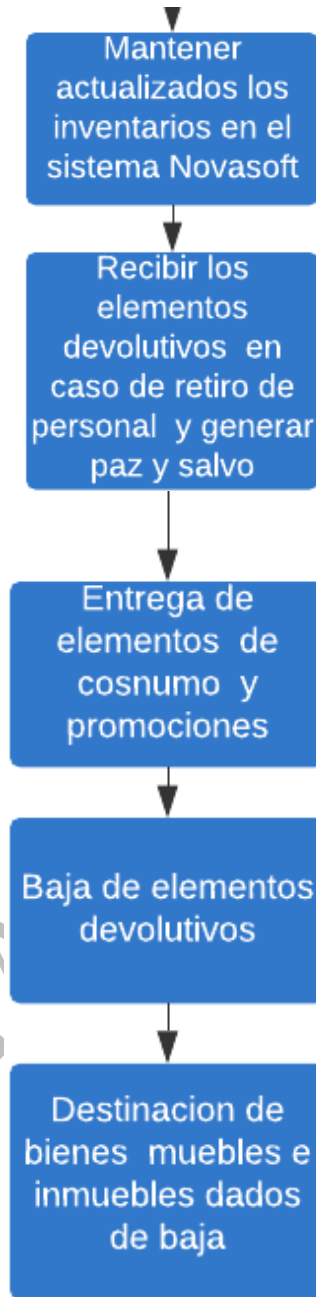 Mantener
actualizados los
inventarios en el
sistema Novasoft
Recibir los
elementos
devolutivos en
caso de retiro de
personal y generar
paz y salvo
Entrega de
elementos de
cosnumo y
promociones
Baja de elementos
devolutivos
Destinacion de
bienes muebles e
inmuebles dados
de baja